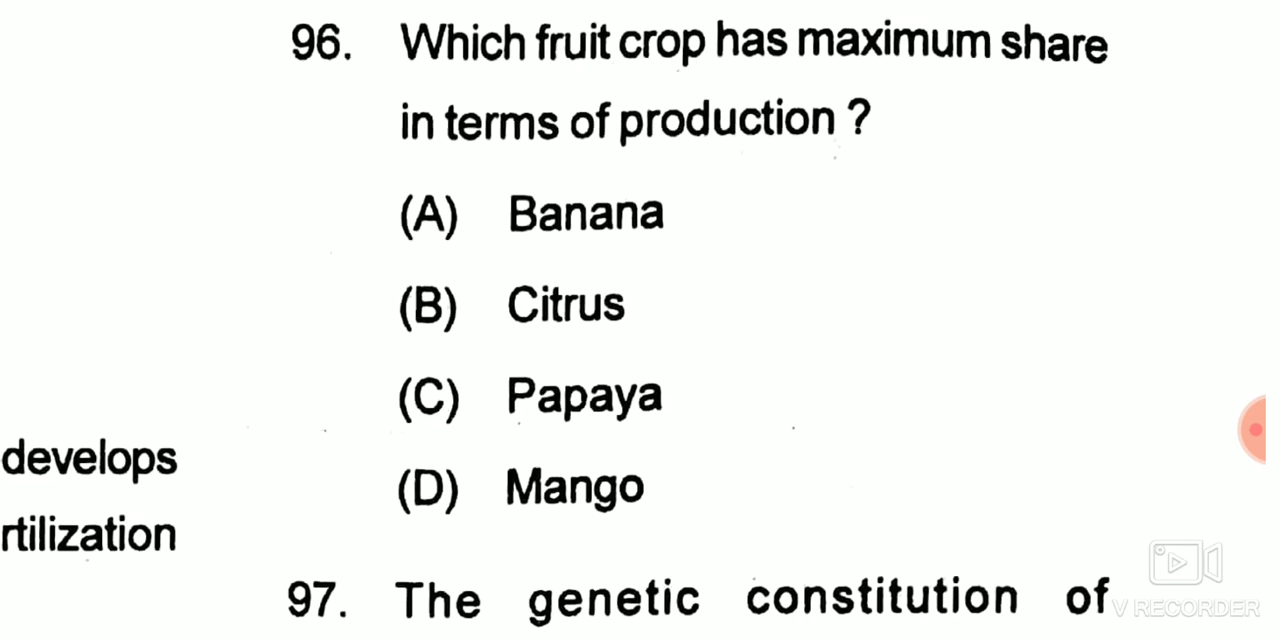 96. Which fruit crop has maximum share
in terms of production ?
(A) Banana
(B) Citrus
(C) Papaya
(D) Mango
develops
rtilization
97. The genetic constitution of
V RECORDER